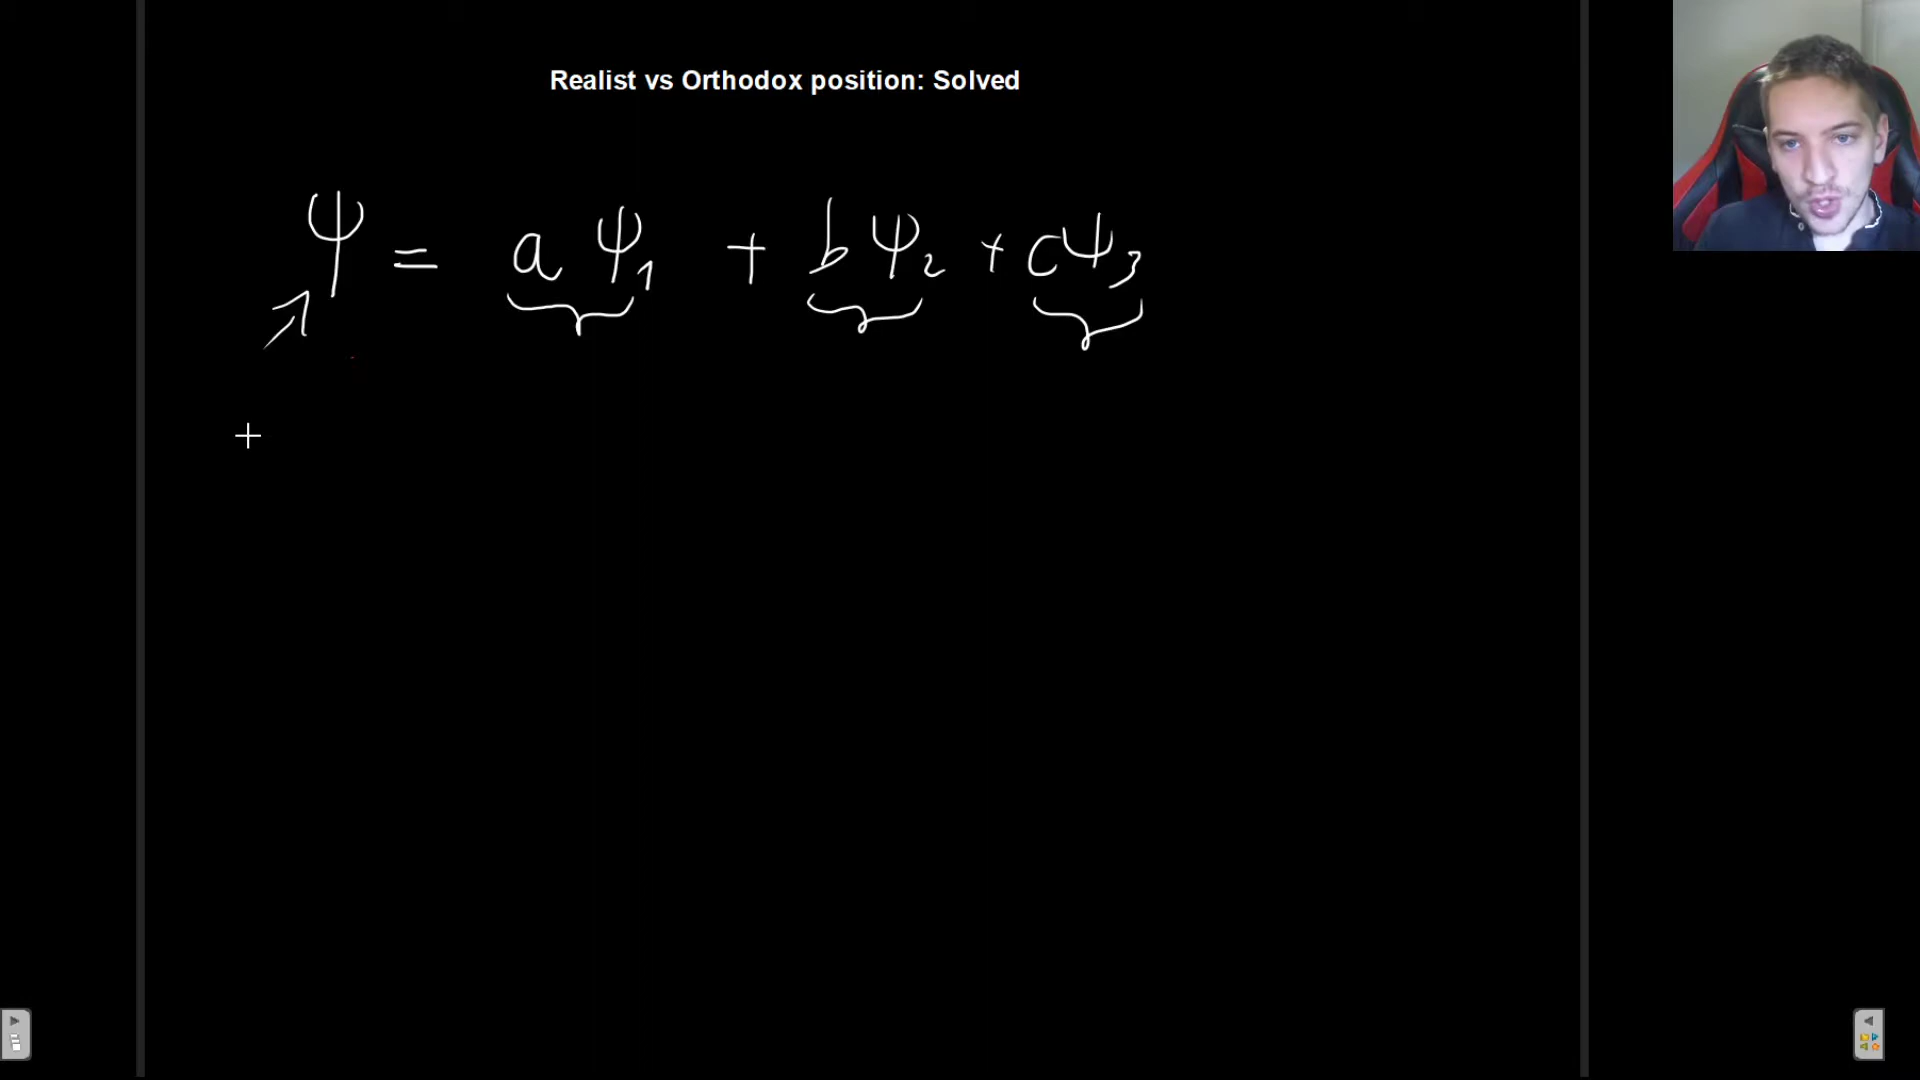 Realist vs Orthodox position: Solved
ψ = aψ₁ + bψ₂ + cψ₃